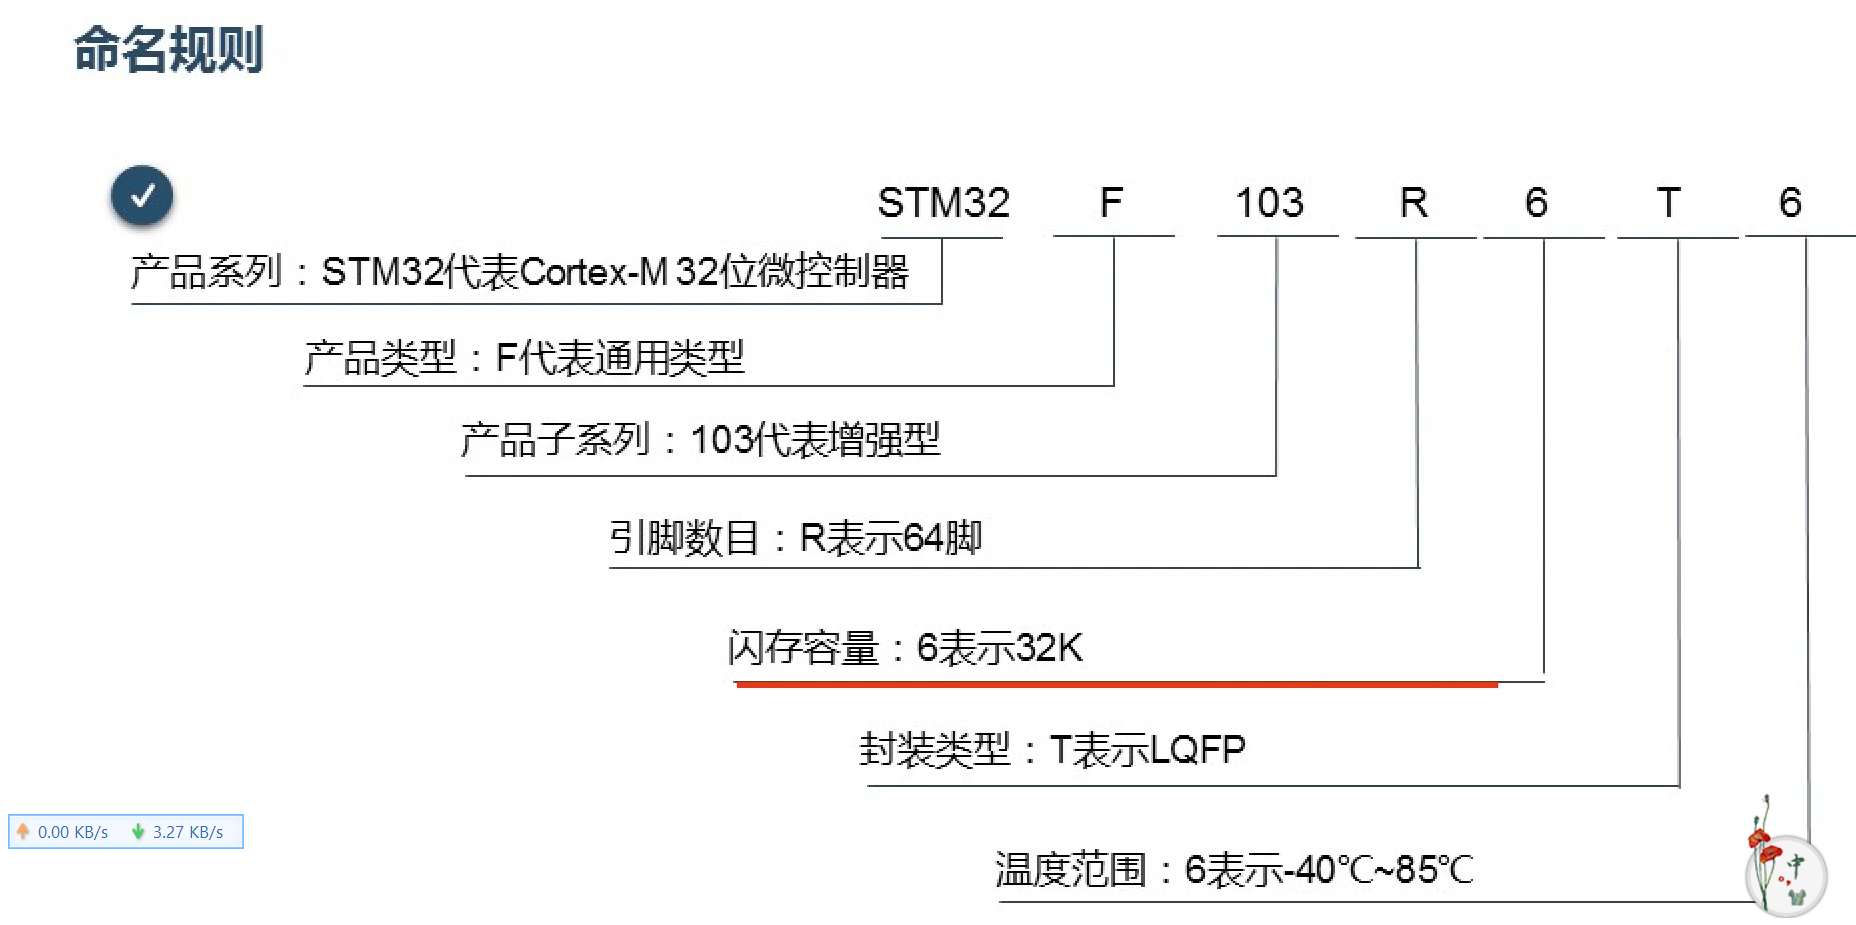 命名规则
STM32 F 103 R 6 T 6
产品系列：STM32代表Cortex-M 32位微控制器
产品类型：F代表通用类型
产品子系列：103代表增强型
引脚数目：R表示64脚
闪存容量：6表示32K
封装类型：T表示LQFP
0.00 KB/s 3.27 KB/s
温度范围：6表示-40℃~85℃
中